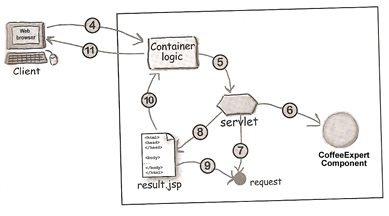 Web
browser
Client
4
11
Container
logic
5
servlet
6
CoffeeExpert
Component
10
8
7
<html>
<head>
</head>
<body>
</body>
</html>
result.jsp
9
request